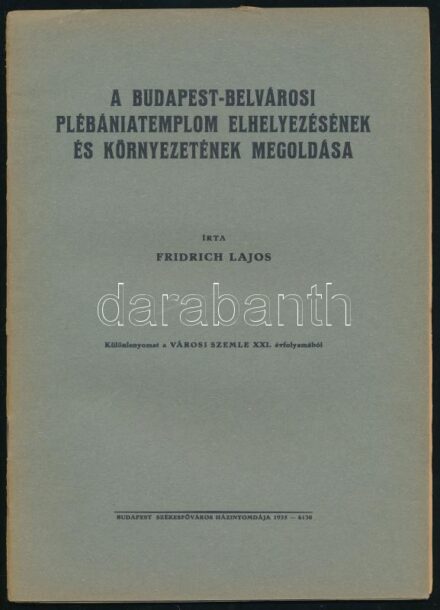 A BUDAPEST-BELVÁROSI
PLÉBÁNIATEMPLOM ELHELYEZÉSÉNEK
ÉS KÖRNYEZETÉNEK MEGOLDÁSA
ÍRTA
FRIDRICH LAJOS
darabanth
Különlenyomat a VÁROSI SZEMLE XXI. évfolyamából
BUDAPEST SZÉKESFŐVÁROS HÁZINYOMDÁJA 1935 —